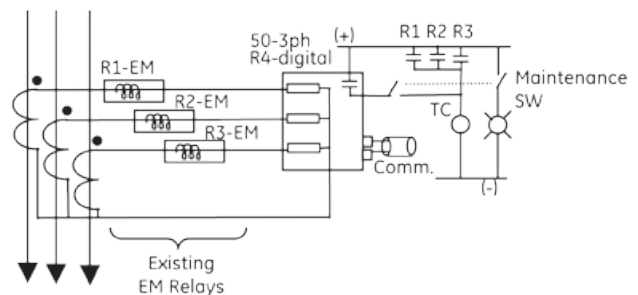 50-3ph
R4-digital
(+)
R1 R2 R3
R1-EM
R2-EM
R3-EM
Maintenance
SW
TC
Comm.
(-)
Existing
EM Relays